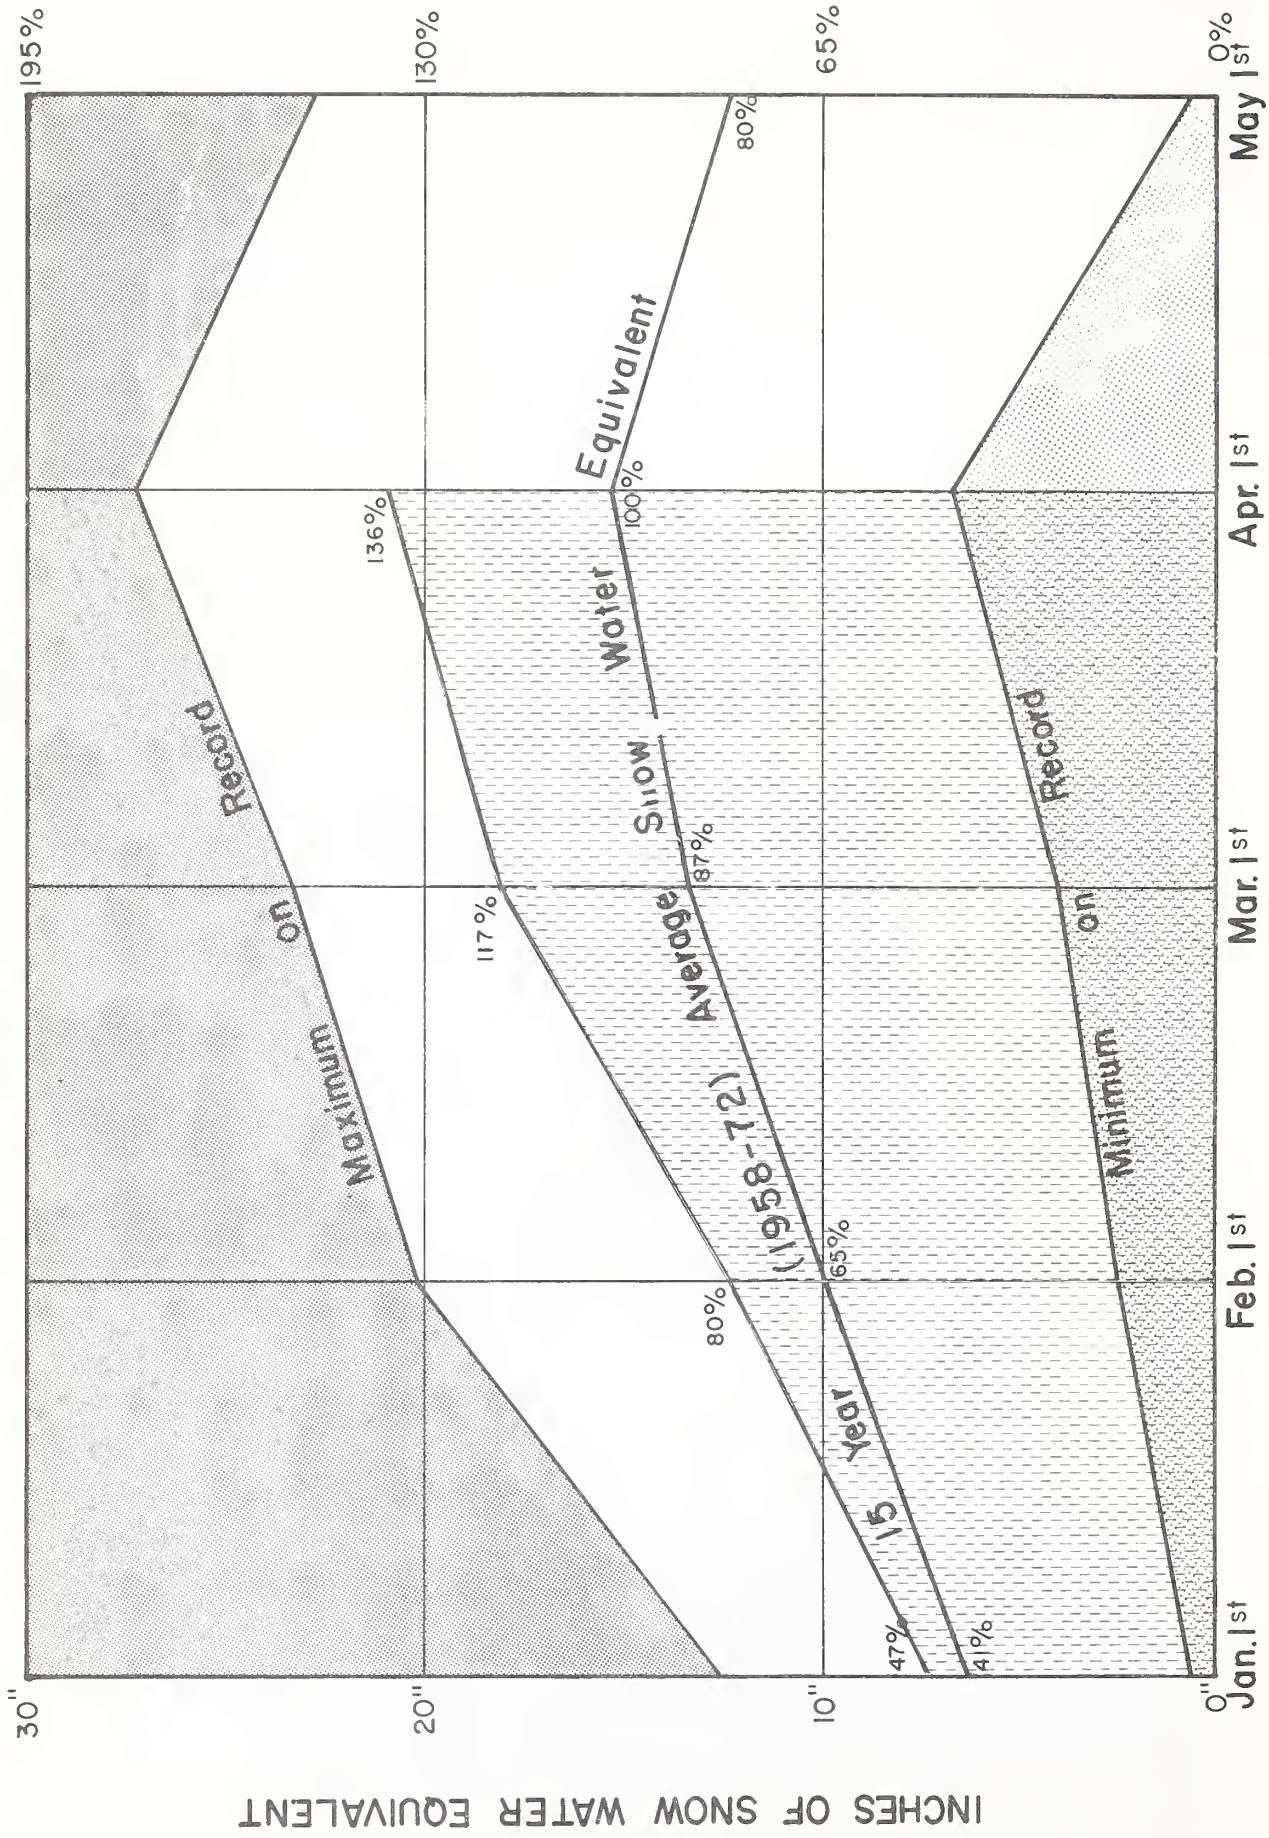 INCHES OF SNOW WATER EQUIVALENT
30"
20"
10"
0"
195%
130%
65%
0%
Maximum on Record
136%
117%
80%
47%
15 Year (1958-72) Average Snow Water Equivalent
41%
65%
87%
100%
80%
Minimum on Record
Jan. 1st
Feb. 1st
Mar. 1st
Apr. 1st
May 1st